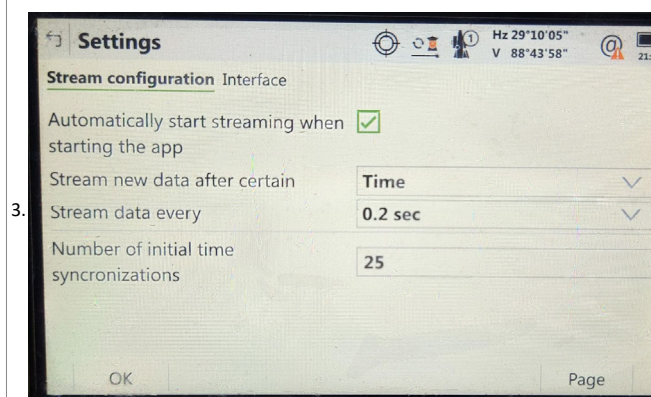 Settings
1
Hz 29°10'05"
V 88°43'58"
@
21:
Stream configuration Interface
Automatically start streaming when
starting the app
Stream new data after certain Time
3.
Stream data every 0.2 sec
Number of initial time
syncronizations
25
OK Page